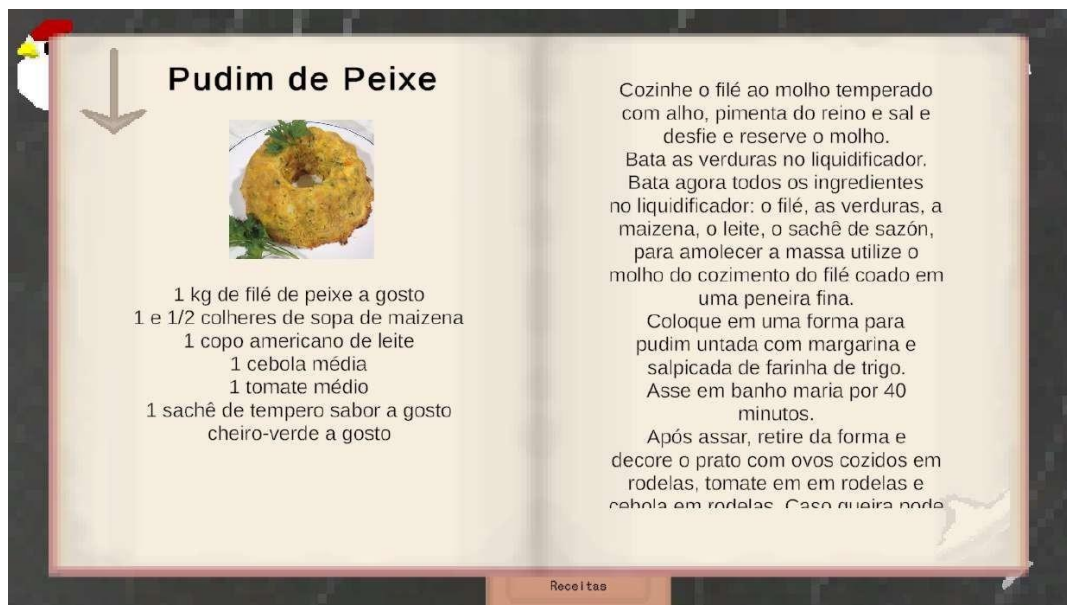 Pudim de Peixe
1 kg de filé de peixe a gosto
1 e 1/2 colheres de sopa de maizena
1 copo americano de leite
1 cebola média
1 tomate médio
1 sachê de tempero sabor a gosto
cheiro-verde a gosto
Cozinhe o filé ao molho temperado
com alho, pimenta do reino e sal e
desfie e reserve o molho.
Bata as verduras no liquidificador.
Bata agora todos os ingredientes
no liquidificador: o filé, as verduras, a
maizena, o leite, o sachê de sazón,
para amolecer a massa utilize o
molho do cozimento do filé coado em
uma peneira fina.
Coloque em uma forma para
pudim untada com margarina e
salpicada de farinha de trigo.
Asse em banho maria por 40
minutos.
Após assar, retire da forma e
decore o prato com ovos cozidos em
rodelas, tomate em em rodelas e
cebola em rodelas. Caso queira pode
Receitas